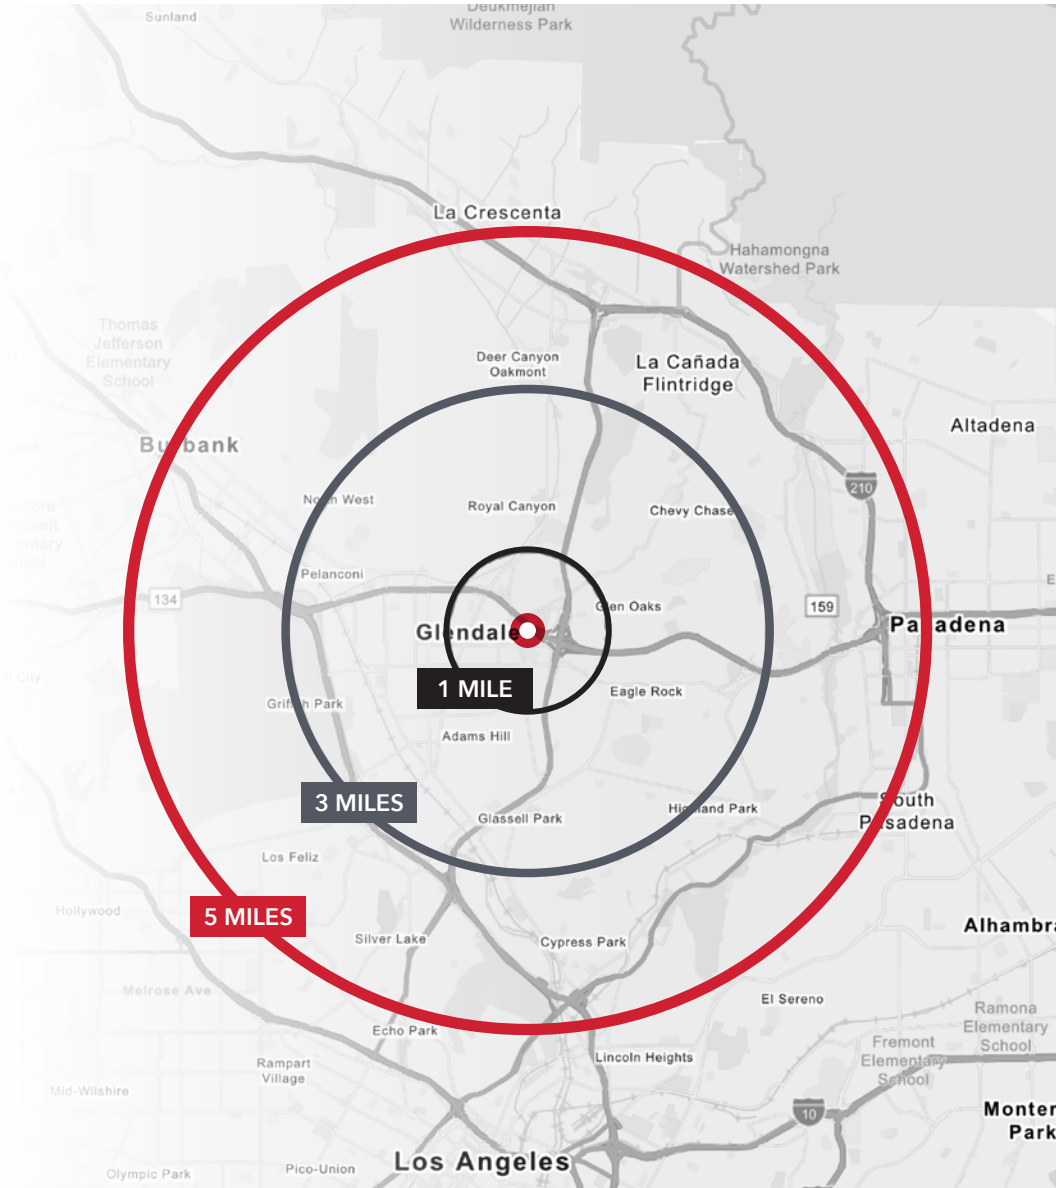 Deukmejian
Wilderness Park
Sunland
La Crescenta
Hahamongna
Watershed Park
Thomas
Jefferson
Elementary
School
Deer Canyon
Oakmont
La Cañada
Flintridge
Altadena
Burbank
210
North West
Royal Canyon
Chevy Chase
Pelanconi
134
Glen Oaks
159
Glendale
Pasadena
1 MILE
Eagle Rock
Griffith Park
Adams Hill
3 MILES
Highland Park
South
Pasadena
Glassell Park
Los Feliz
5 MILES
Hollywood
Silver Lake
Cypress Park
Alhambra
Melrose Ave
El Sereno
Ramona
Elementary
School
Echo Park
Fremont
Elementary
School
Lincoln Heights
Rampart
Village
Mid-Wilshire
10
Monter
Park
Los Angeles
Pico-Union
Olympic Park